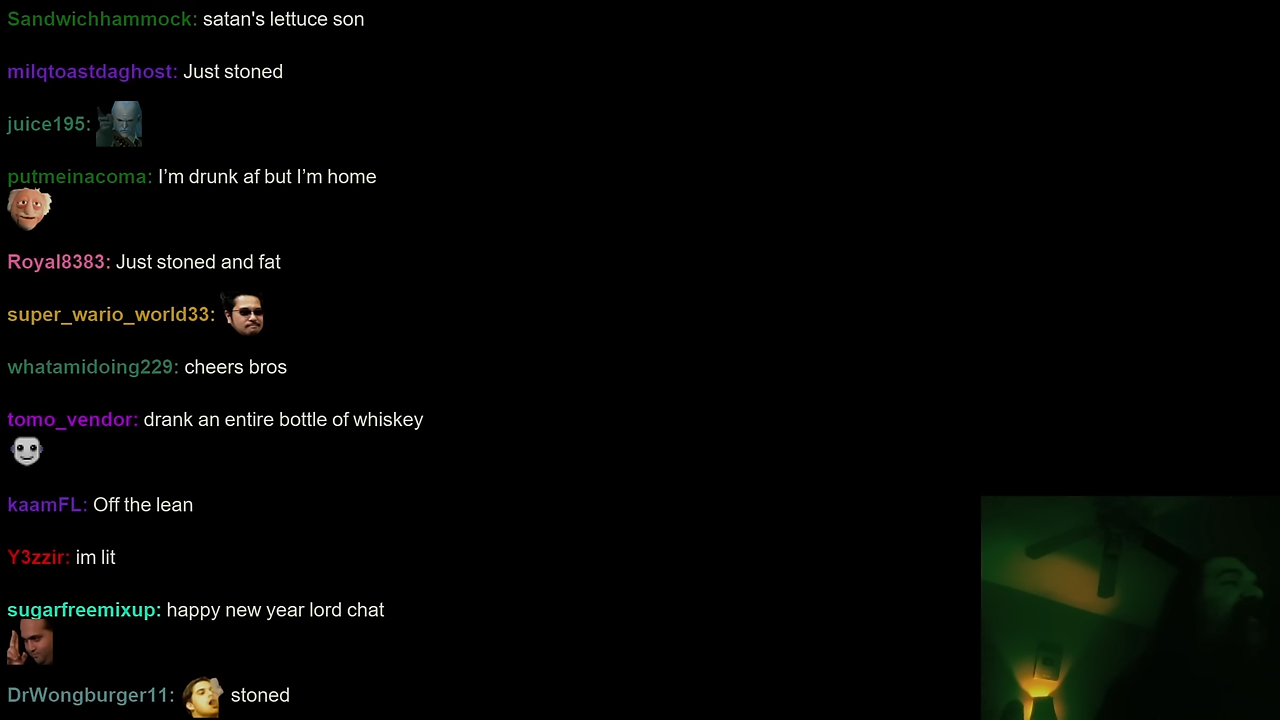 Sandwichhammock: satan's lettuce son
milqtoastdaghost: Just stoned
juice195:
putmeinacoma: I’m drunk af but I’m home
Royal8383: Just stoned and fat
super_wario_world33:
whatamidoing229: cheers bros
tomo_vendor: drank an entire bottle of whiskey
kaamFL: Off the lean
Y3zzir: im lit
sugarfreemixup: happy new year lord chat
DrWongburger11: stoned